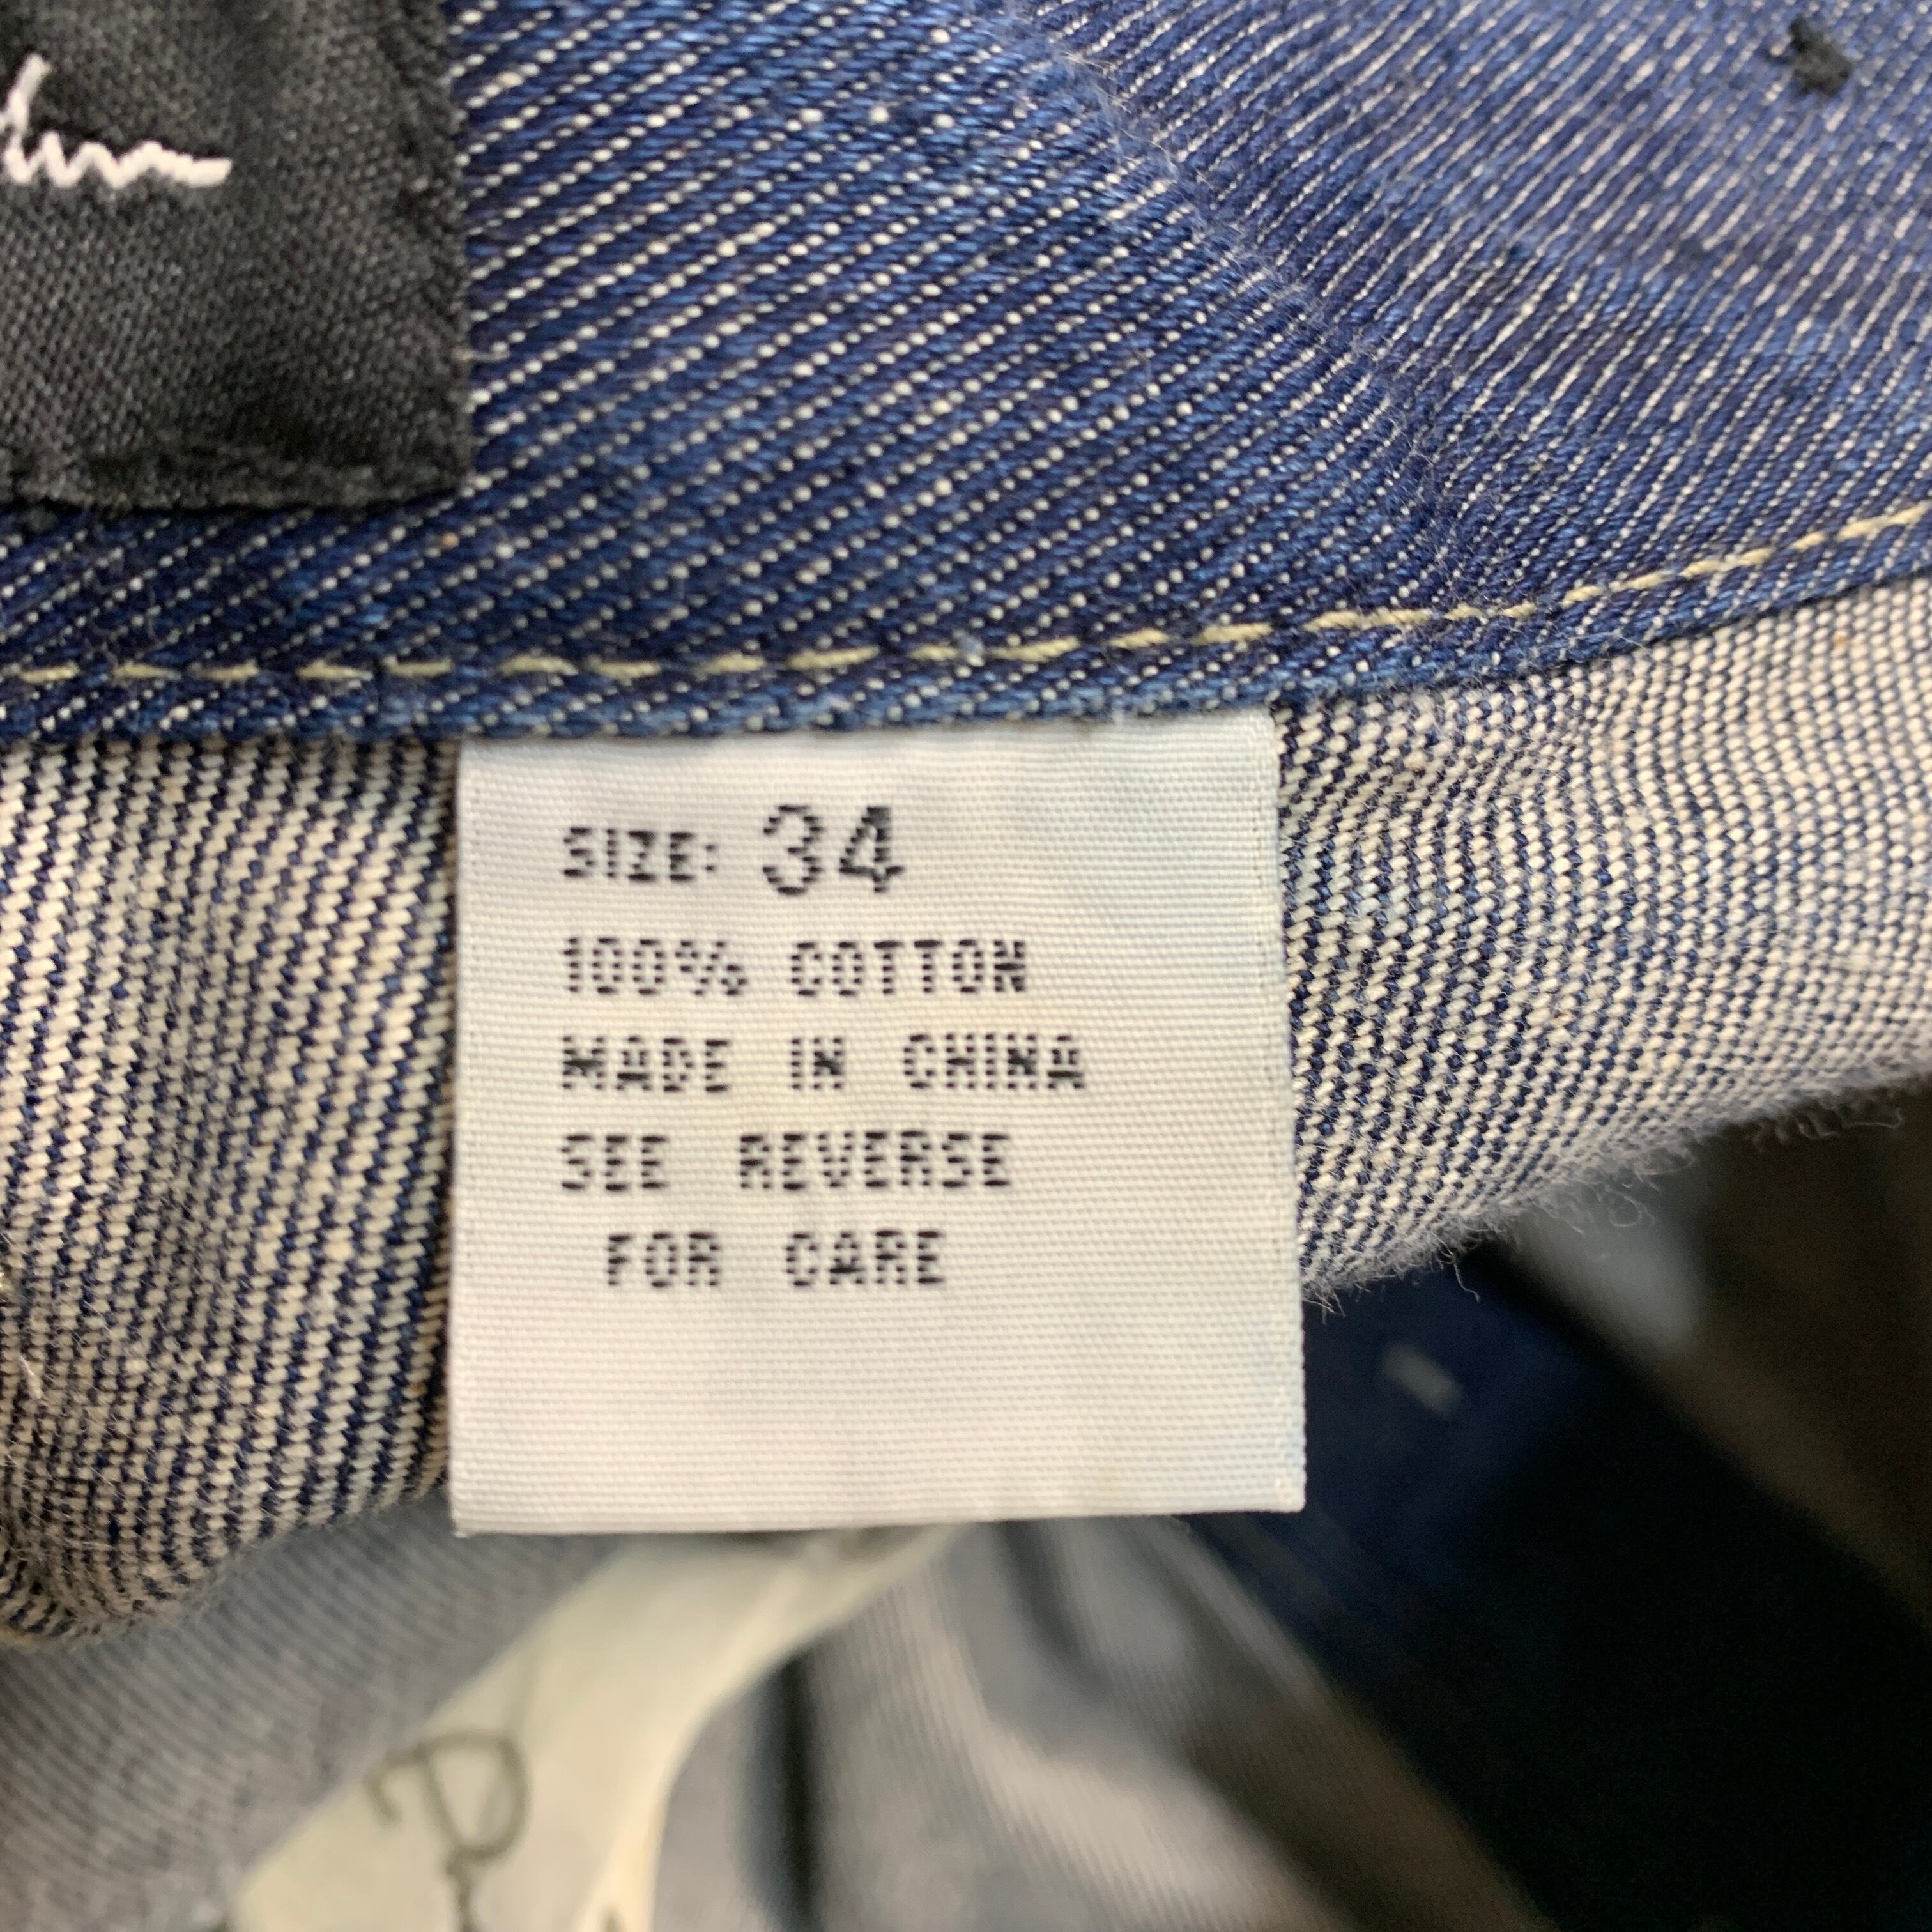 SIZE: 34
100% COTTON
MADE IN CHINA
SEE REVERSE
FOR CARE